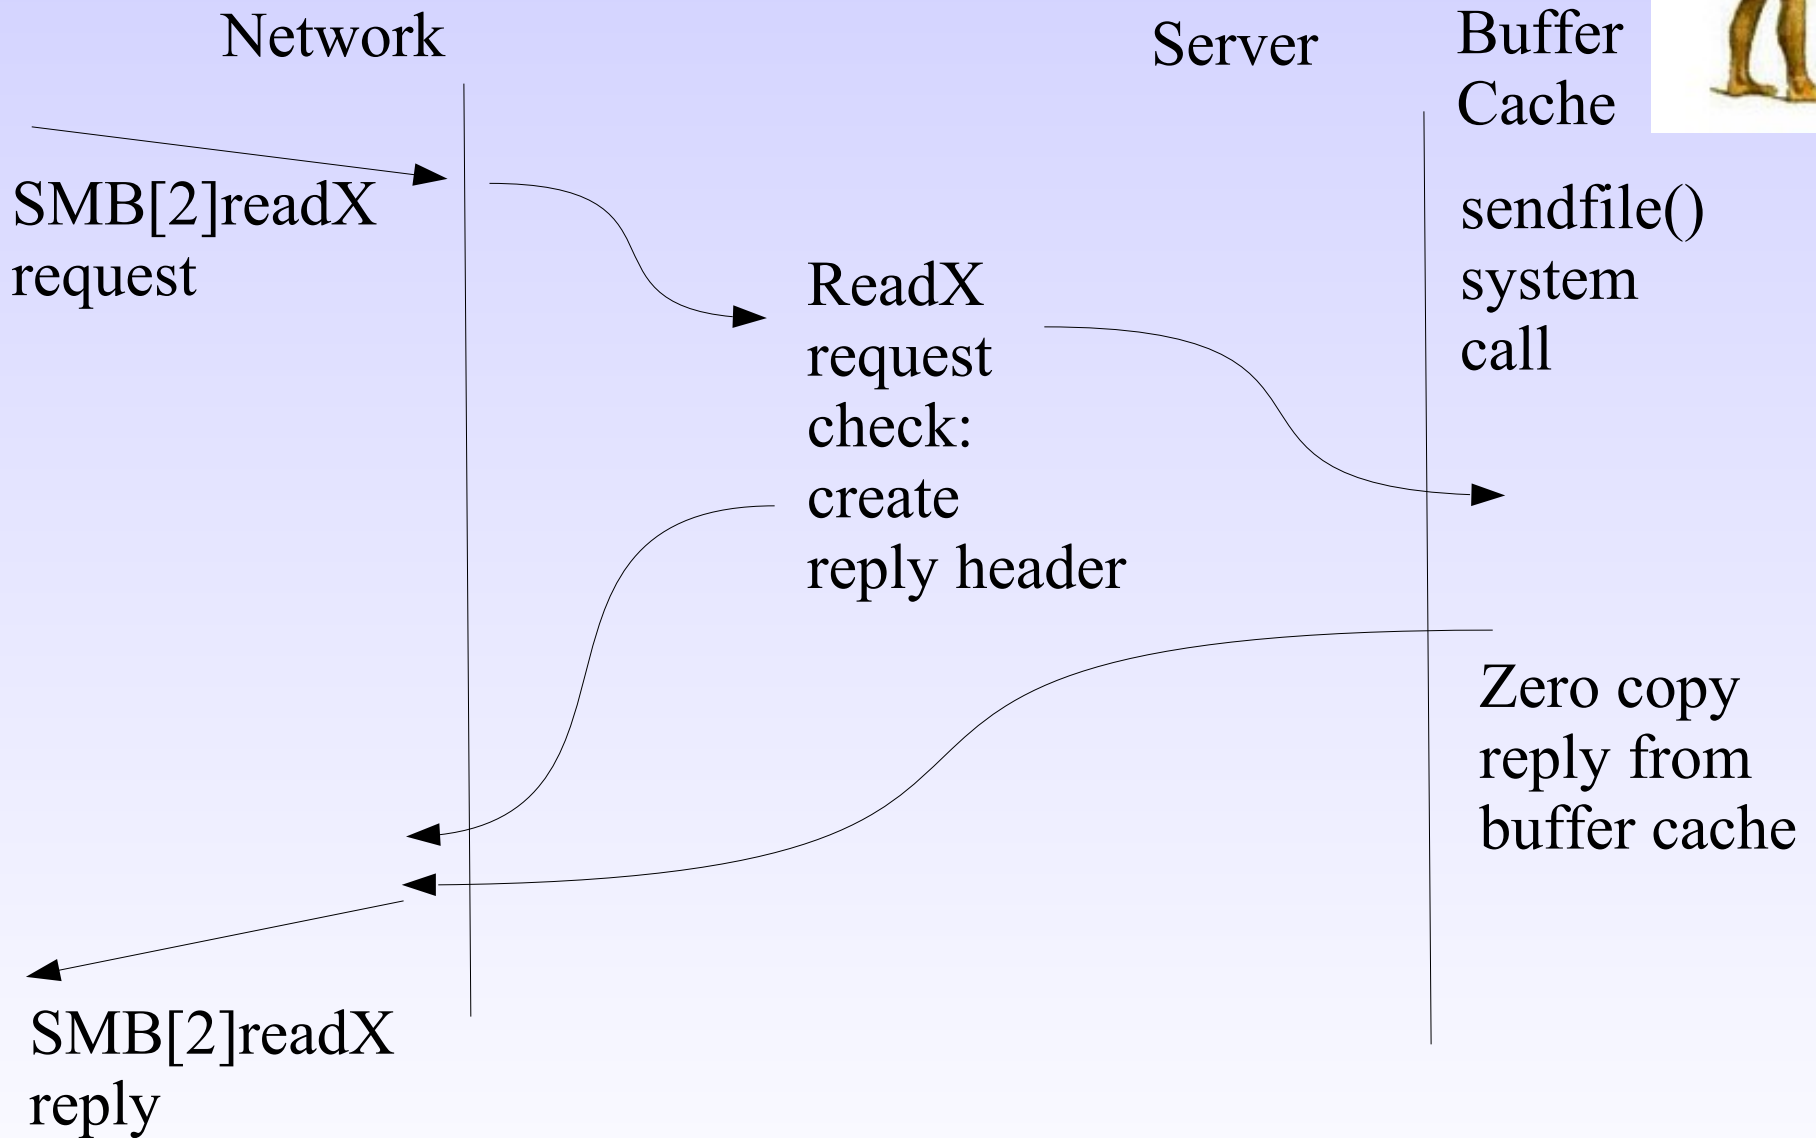 Network
Server
Buffer
Cache
SMB[2]readX
request
sendfile()
system
call
ReadX
request
check:
create
reply header
Zero copy
reply from
buffer cache
SMB[2]readX
reply